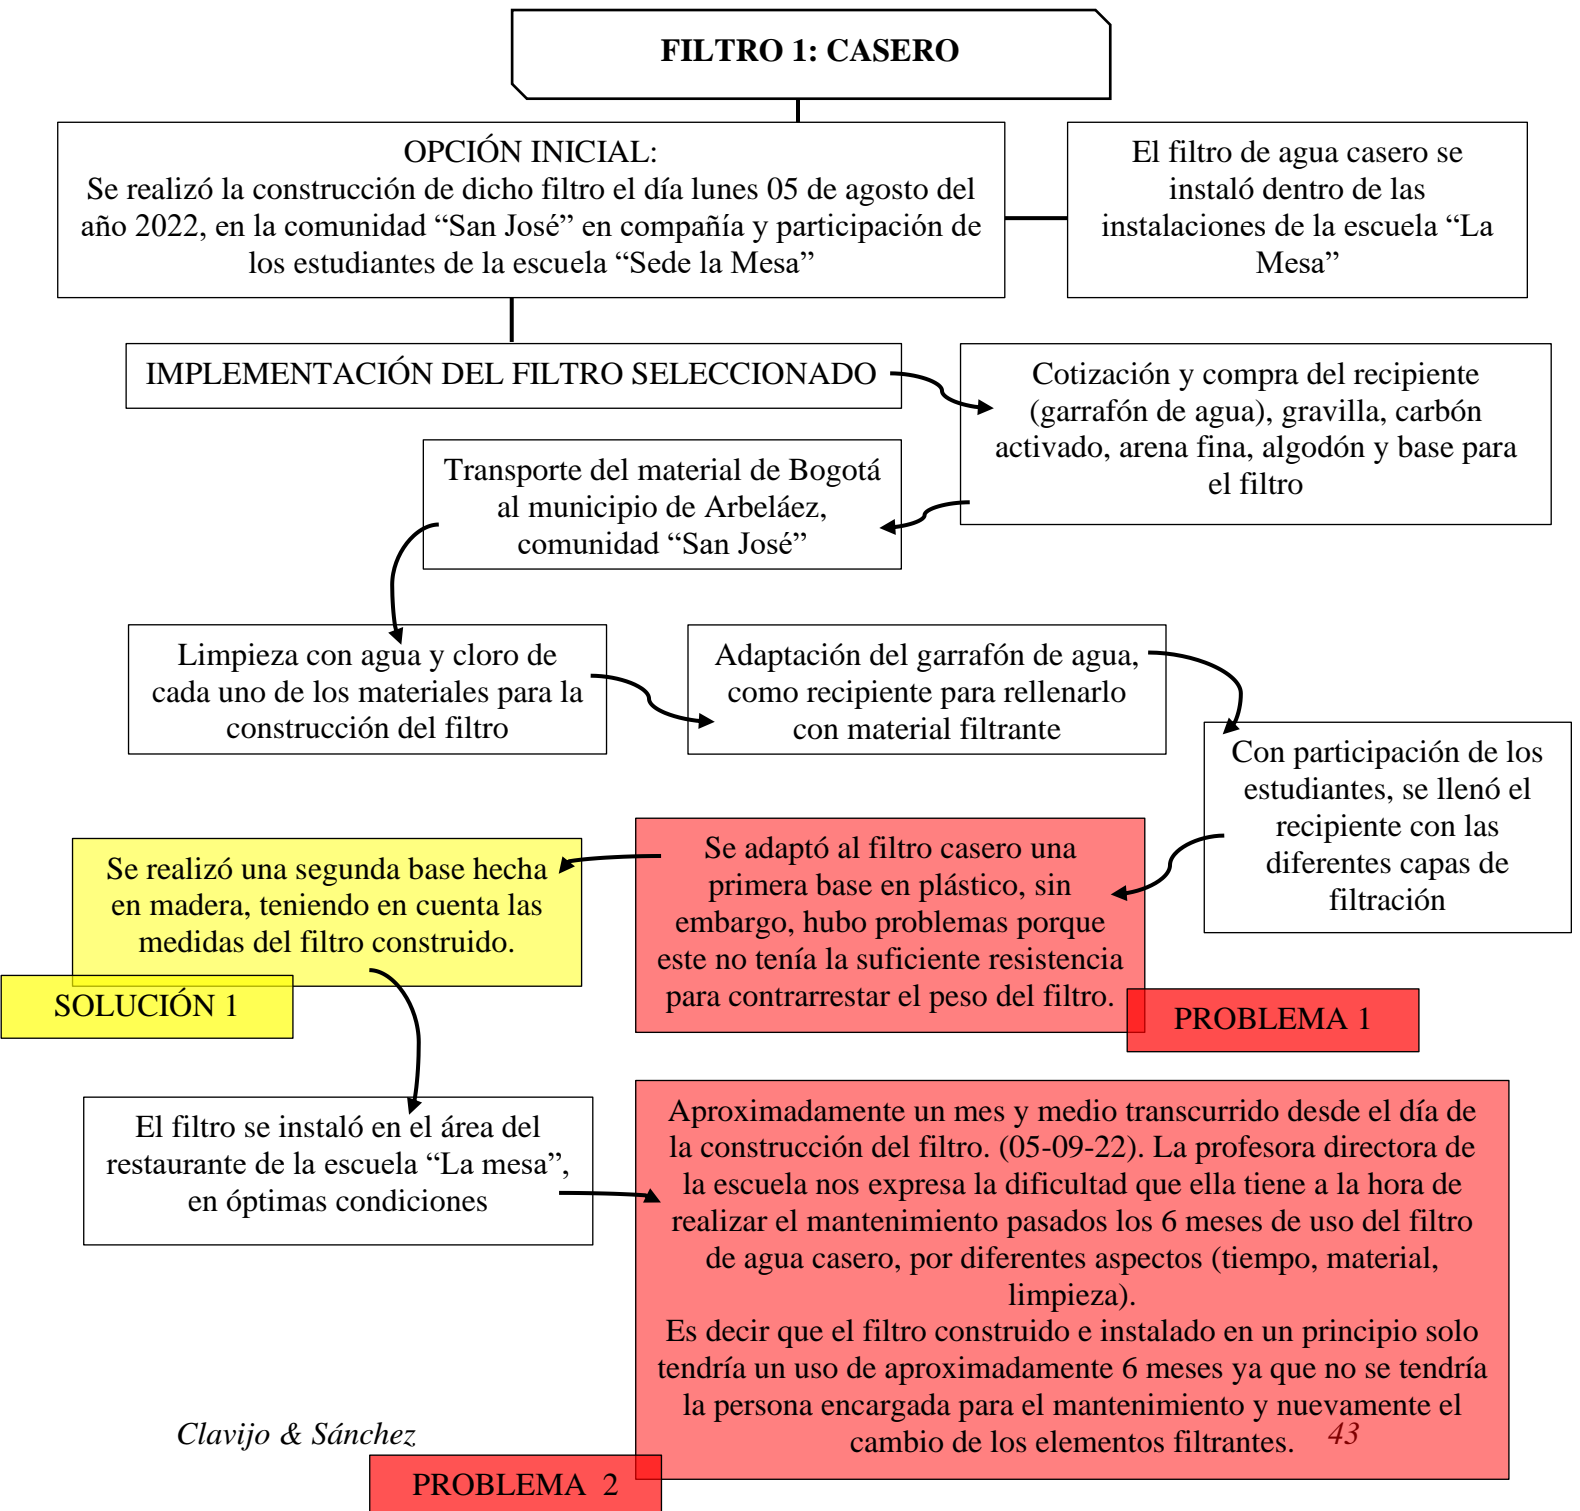 FILTRO 1: CASERO
OPCIÓN INICIAL:
Se realizó la construcción de dicho filtro el día lunes 05 de agosto del
año 2022, en la comunidad “San José” en compañía y participación de
los estudiantes de la escuela “Sede la Mesa”
El filtro de agua casero se
instaló dentro de las
instalaciones de la escuela “La
Mesa”
IMPLEMENTACIÓN DEL FILTRO SELECCIONADO
Cotización y compra del recipiente
(garrafón de agua), gravilla, carbón
activado, arena fina, algodón y base para
el filtro
Transporte del material de Bogotá
al municipio de Arbeláez,
comunidad “San José”
Limpieza con agua y cloro de
cada uno de los materiales para la
construcción del filtro
Adaptación del garrafón de agua,
como recipiente para rellenarlo
con material filtrante
Con participación de los
estudiantes, se llenó el
recipiente con las
diferentes capas de
filtración
Se adaptó al filtro casero una
primera base en plástico, sin
embargo, hubo problemas porque
este no tenía la suficiente resistencia
para contrarrestar el peso del filtro.
PROBLEMA 1
Se realizó una segunda base hecha
en madera, teniendo en cuenta las
medidas del filtro construido.
SOLUCIÓN 1
El filtro se instaló en el área del
restaurante de la escuela “La mesa”,
en óptimas condiciones
Aproximadamente un mes y medio transcurrido desde el día de
la construcción del filtro. (05-09-22). La profesora directora de
la escuela nos expresa la dificultad que ella tiene a la hora de
realizar el mantenimiento pasados los 6 meses de uso del filtro
de agua casero, por diferentes aspectos (tiempo, material,
limpieza).
Es decir que el filtro construido e instalado en un principio solo
tendría un uso de aproximadamente 6 meses ya que no se tendría
la persona encargada para el mantenimiento y nuevamente el
cambio de los elementos filtrantes.
PROBLEMA 2
Clavijo & Sánchez
43